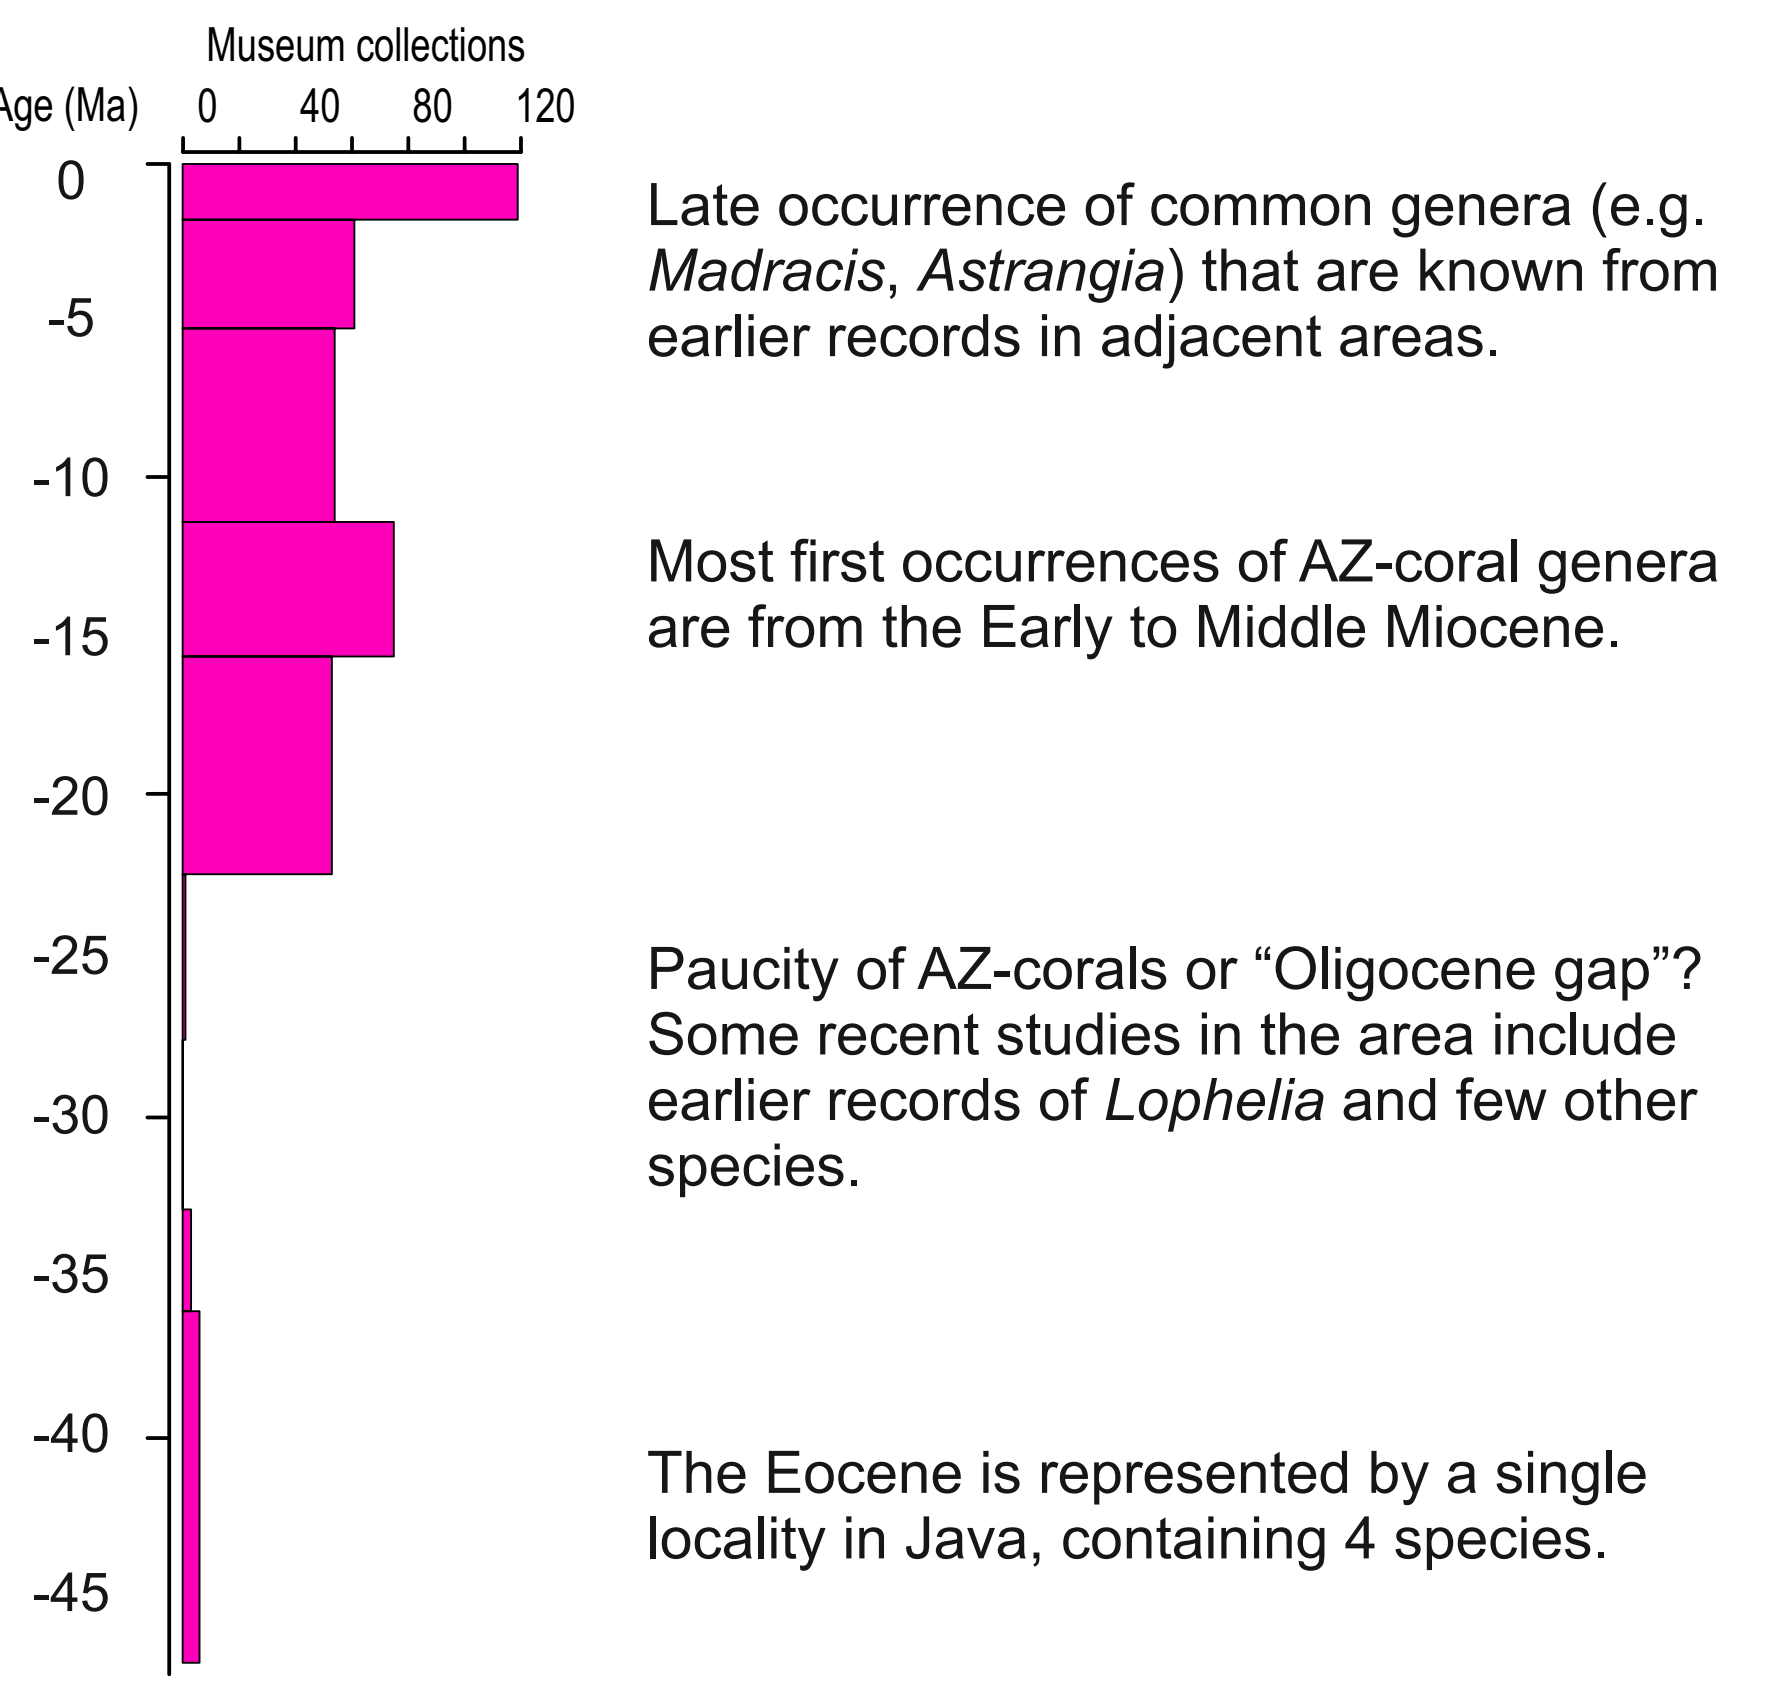 Museum collections
Age (Ma) 0 40 80 120
0
Late occurrence of common genera (e.g.
Madracis, Astrangia) that are known from
-5
earlier records in adjacent areas.
-10
Most first occurrences of AZ-coral genera
-15
are from the Early to Middle Miocene.
-20
-25
Paucity of AZ-corals or “Oligocene gap”?
Some recent studies in the area include
-30
earlier records of Lophelia and few other
species.
-35
-40
The Eocene is represented by a single
locality in Java, containing 4 species.
-45